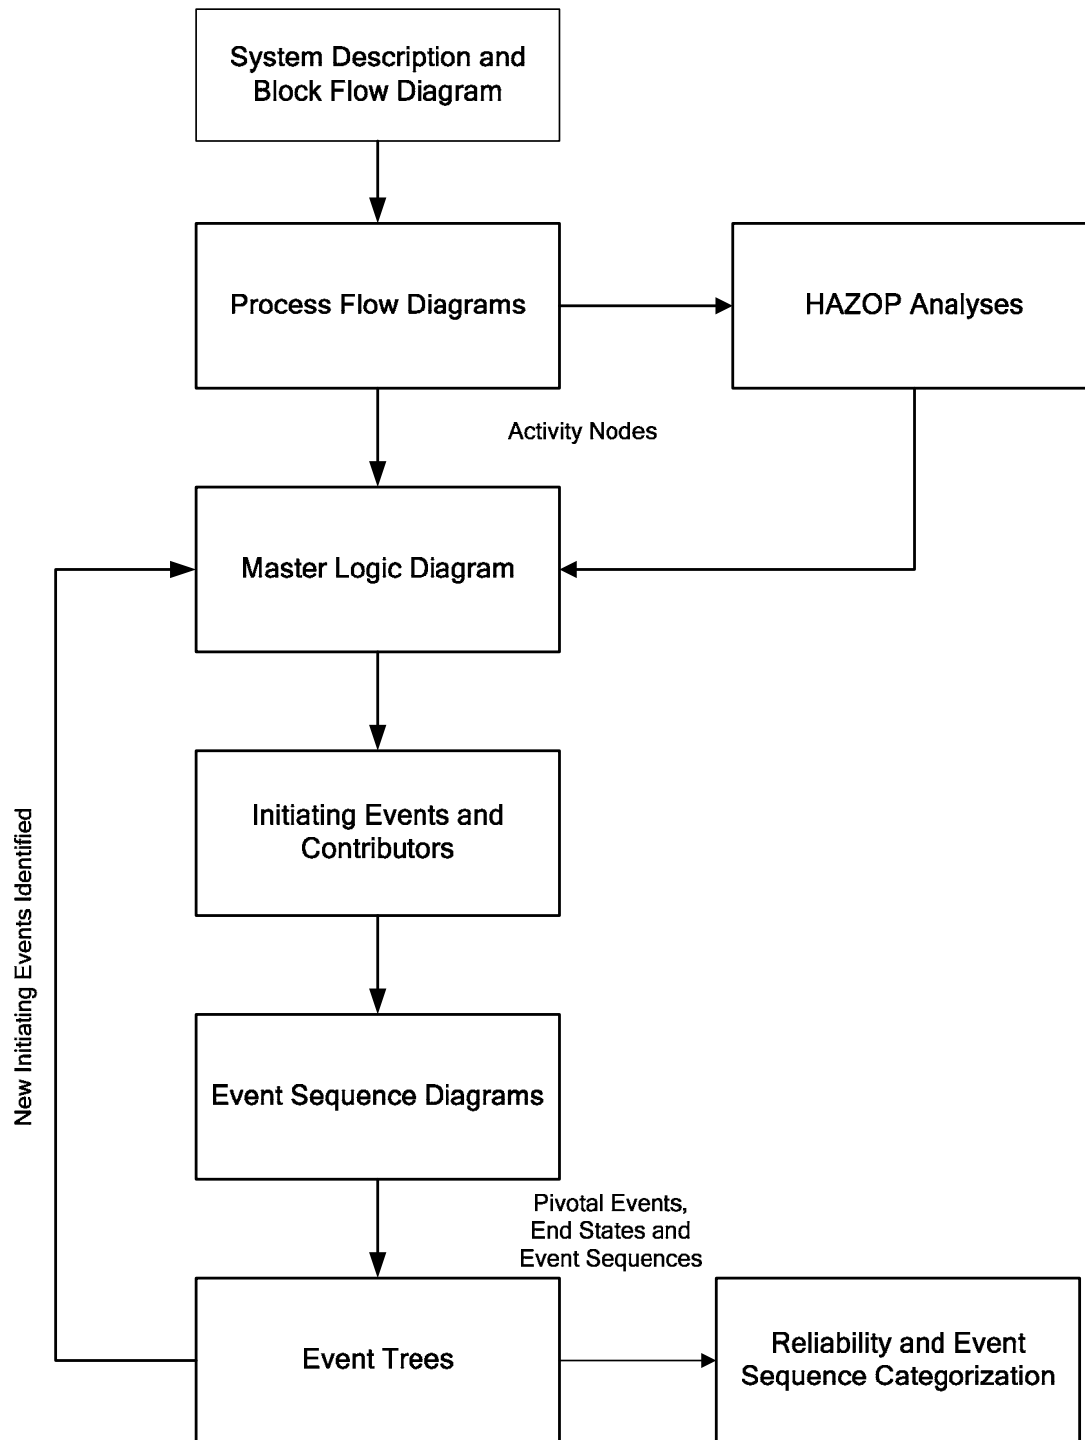 System Description and
Block Flow Diagram
Process Flow Diagrams
HAZOP Analyses
Activity Nodes
Master Logic Diagram
Initiating Events and
Contributors
New Initiating Events Identified
Event Sequence Diagrams
Pivotal Events,
End States and
Event Sequences
Event Trees
Reliability and Event
Sequence Categorization